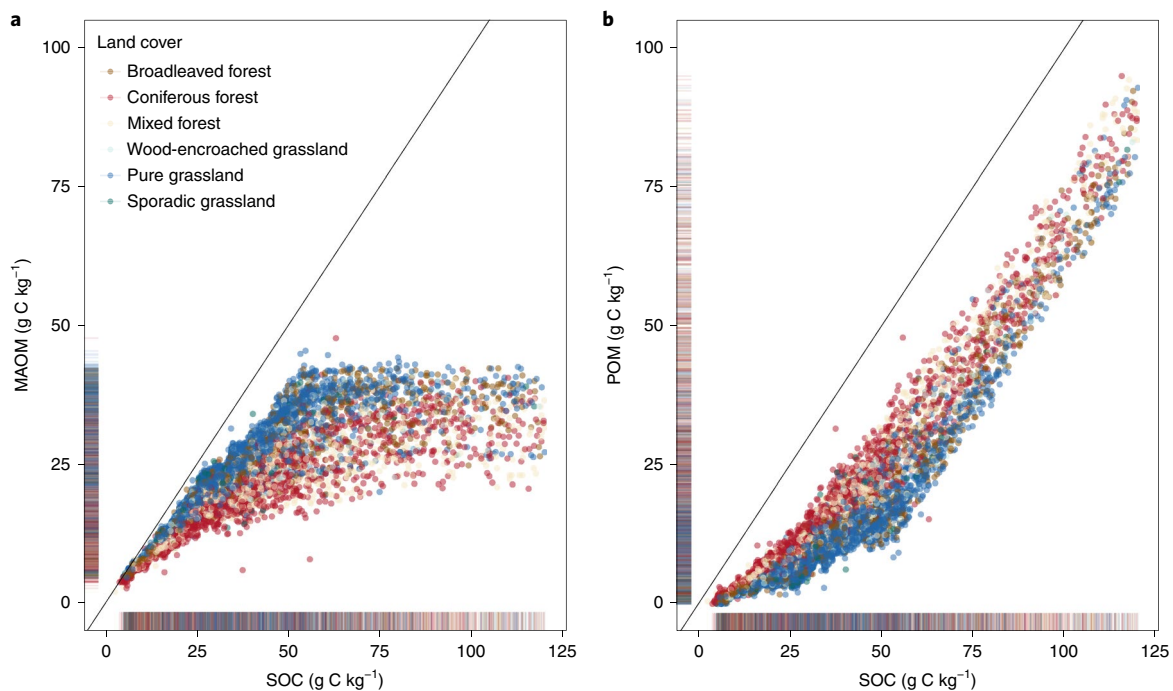 a
Land cover
Broadleaved forest
Coniferous forest
Mixed forest
Wood-encroached grassland
Pure grassland
Sporadic grassland
100
75
50
25
0
MAOM (g C kg⁻¹)
0 25 50 75 100 125
SOC (g C kg⁻¹)
b
100
75
50
25
0
POM (g C kg⁻¹)
0 25 50 75 100 125
SOC (g C kg⁻¹)